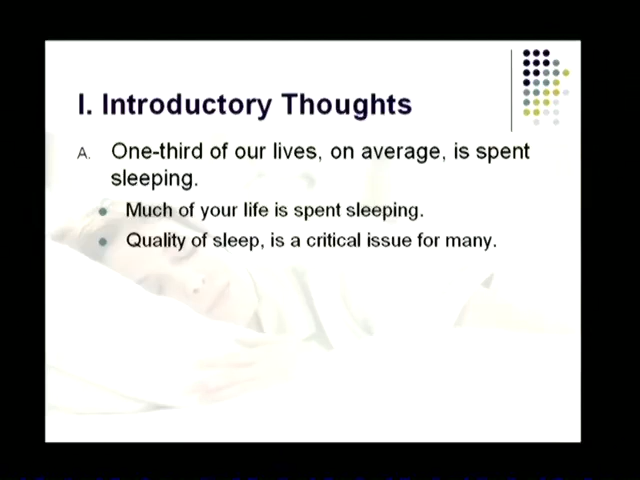 I. Introductory Thoughts
A. One-third of our lives, on average, is spent
sleeping.
• Much of your life is spent sleeping.
• Quality of sleep, is a critical issue for many.